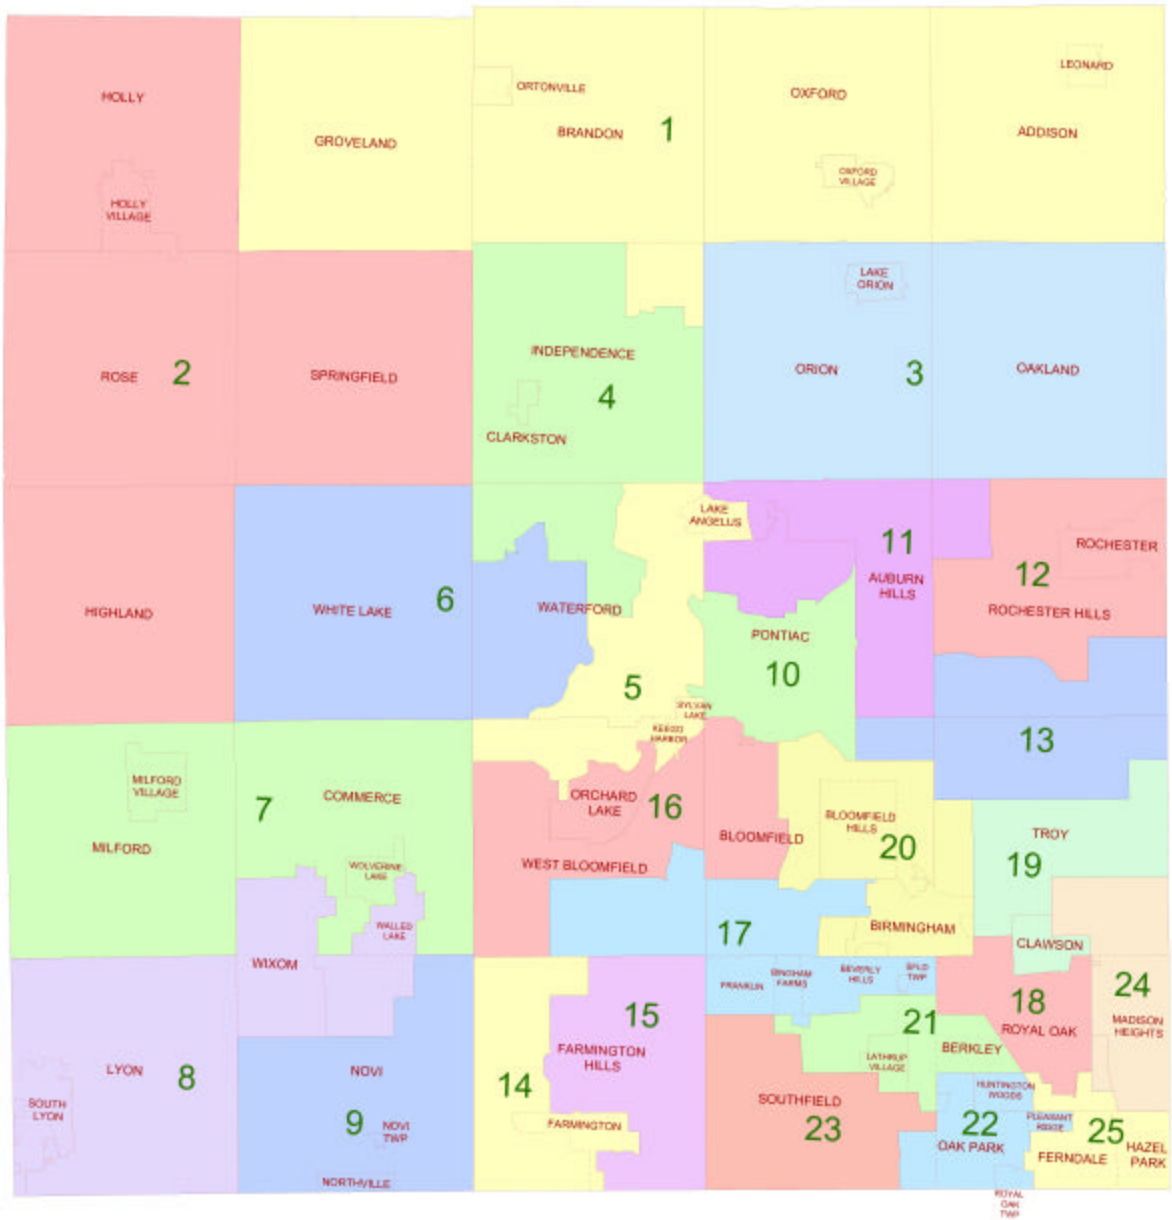 LEONARD
ORTONVILLE
OXFORD
HOLLY
BRANDON
1
ADDISON
GROVELAND
OXFORD
VILLAGE
HOLLY
VILLAGE
LAKE
ORION
INDEPENDENCE
ROSE
2
SPRINGFIELD
ORION
3
OAKLAND
4
CLARKSTON
LAKE
ANGELUS
11
ROCHESTER
AUBURN
HILLS
12
HIGHLAND
WHITE LAKE
6
WATERFORD
ROCHESTER HILLS
PONTIAC
10
5
SYLVAN
LAKE
KEEGO
HARBOR
13
MILFORD
VILLAGE
7
COMMERCE
ORCHARD
LAKE
16
BLOOMFIELD
HILLS
BLOOMFIELD
20
TROY
MILFORD
WOLVERINE
LAKE
WEST BLOOMFIELD
19
WALLED
LAKE
17
BIRMINGHAM
CLAWSON
WIXOM
FRANKLIN
BINGHAM
FARMS
BEVERLY
HILLS
SFLD
TWP
24
18
15
21
ROYAL OAK
MADISON
HEIGHTS
FARMINGTON
HILLS
BERKLEY
LYON
8
NOVI
14
LATHRUP
VILLAGE
HUNTINGTON
WOODS
SOUTH
LYON
SOUTHFIELD
9
NOVI
TWP
FARMINGTON
23
22
PLEASANT
RIDGE
25
OAK PARK
FERNDALE
HAZEL
PARK
NORTHVILLE
ROYAL
OAK
TWP